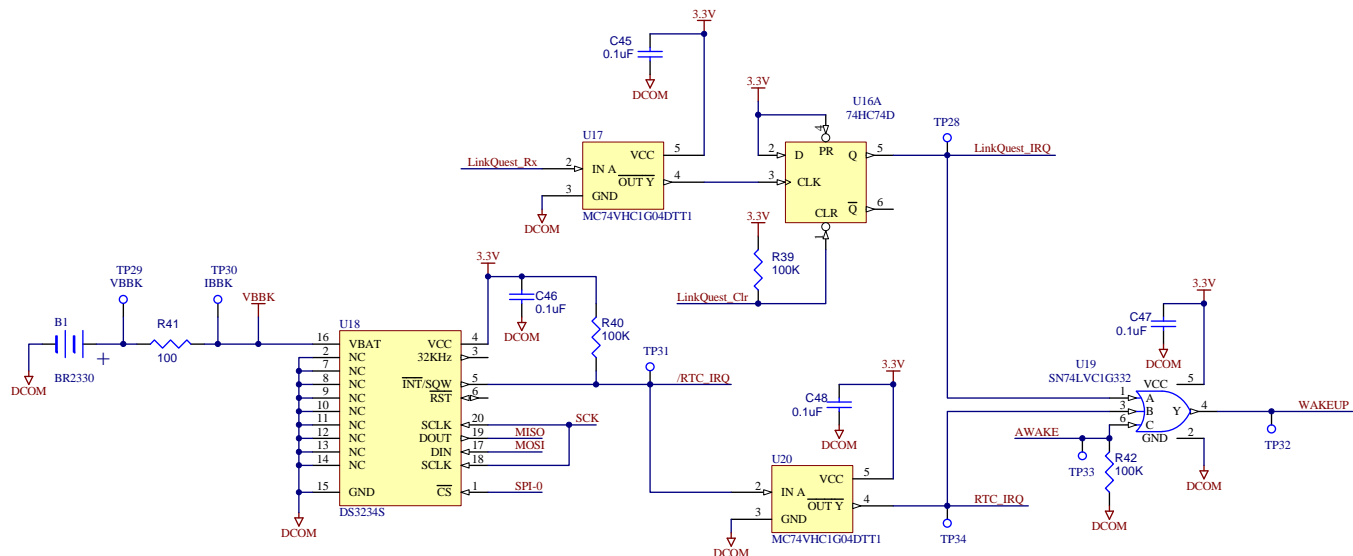 3.3V
C45
0.1uF
DCOM
3.3V
U16A
74HC74D
TP28
U17
4
PR
LinkQuest_Rx
2
IN A
VCC
5
OUT Y
4
3
GND
MC74VHC1G04DTT1
DCOM
2
D
Q
5
LinkQuest_IRQ
3
CLK
Q
6
CLR
1
3.3V
R39
100K
LinkQuest_Clr
3.3V
C46
0.1uF
DCOM
R40
100K
TP29
VBBK
TP30
IBBK
VBBK
B1
+
BR2330
DCOM
R41
100
U18
16
VBAT
VCC
4
2
NC
32KHz
3
7
NC
8
NC
INT/SQW
5
9
NC
RST
6
10
NC
11
NC
SCLK
20
SCK
12
NC
DOUT
19
MISO
13
NC
DIN
17
MOSI
14
NC
SCLK
18
15
GND
CS
1
SPI-0
DS3234S
DCOM
TP31
/RTC_IRQ
3.3V
C48
0.1uF
DCOM
U20
2
IN A
VCC
5
OUT Y
4
3
GND
MC74VHC1G04DTT1
DCOM
RTC_IRQ
TP34
3.3V
C47
0.1uF
DCOM
U19
SN74LVC1G332
VCC
5
1
A
3
B
Y
4
WAKEUP
6
C
GND
2
AWAKE
TP33
R42
100K
DCOM
DCOM
TP32